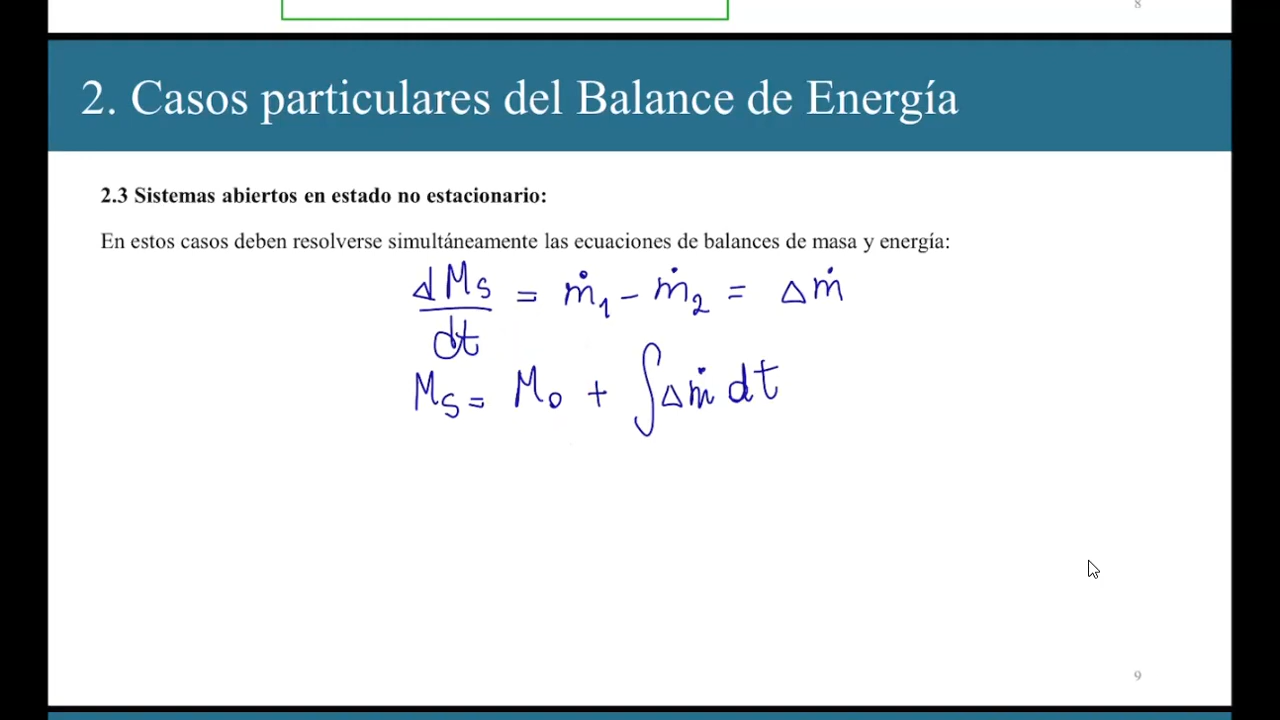 8
2. Casos particulares del Balance de Energía
2.3 Sistemas abiertos en estado no estacionario:
En estos casos deben resolverse simultáneamente las ecuaciones de balances de masa y energía:
dMs/dt = ṁ₁ - ṁ₂ = Δṁ
Ms = M₀ + ∫Δṁ dt
9